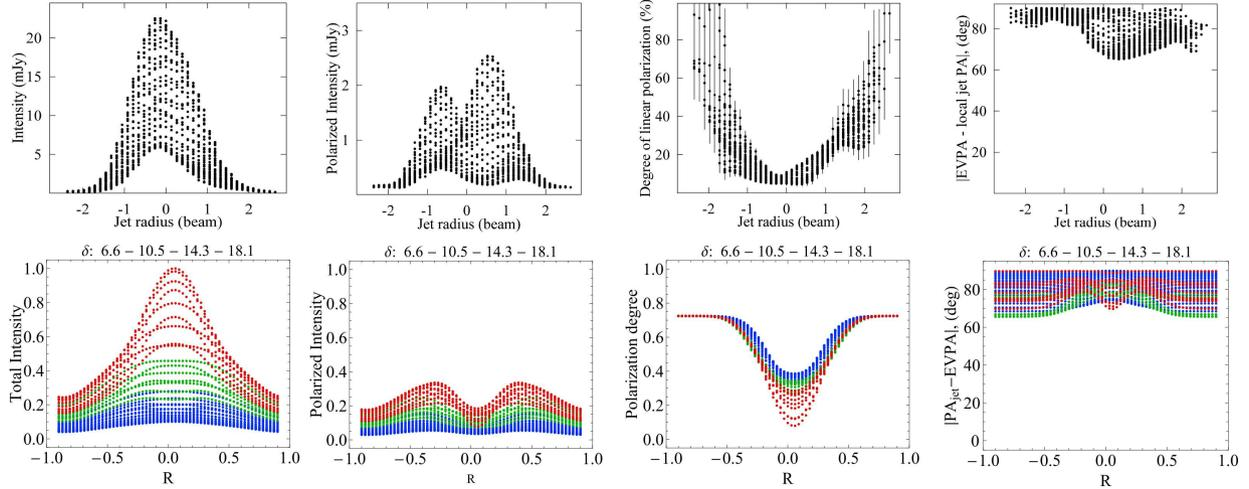 Intensity (mJy)
20
15
10
5
-2 -1 0 1 2
Jet radius (beam)
Polarized Intensity (mJy)
3
2
1
-2 -1 0 1 2
Jet radius (beam)
Degree of linear polarization (%)
80
60
40
20
-2 -1 0 1 2
Jet radius (beam)
|EVPA - local jet PA|, (deg)
80
60
40
20
-2 -1 0 1 2
Jet radius (beam)
δ: 6.6 − 10.5 − 14.3 − 18.1
Total Intensity
1.0
0.8
0.6
0.4
0.2
0.0
−1.0 −0.5 0.0 0.5 1.0
R
δ: 6.6 − 10.5 − 14.3 − 18.1
Polarized Intensity
1.0
0.8
0.6
0.4
0.2
0.0
−1.0 −0.5 0.0 0.5 1.0
R
δ: 6.6 − 10.5 − 14.3 − 18.1
Polarization degree
1.0
0.8
0.6
0.4
0.2
0.0
−1.0 −0.5 0.0 0.5 1.0
R
δ: 6.6 − 10.5 − 14.3 − 18.1
|PAjet−EVPA|, (deg)
80
60
40
20
0
−1.0 −0.5 0.0 0.5 1.0
R